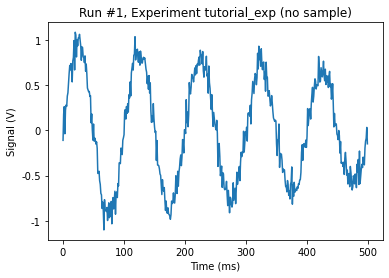 Run #1, Experiment tutorial_exp (no sample)
1
0.5
0
-0.5
-1
Signal (V)
0 100 200 300 400 500
Time (ms)